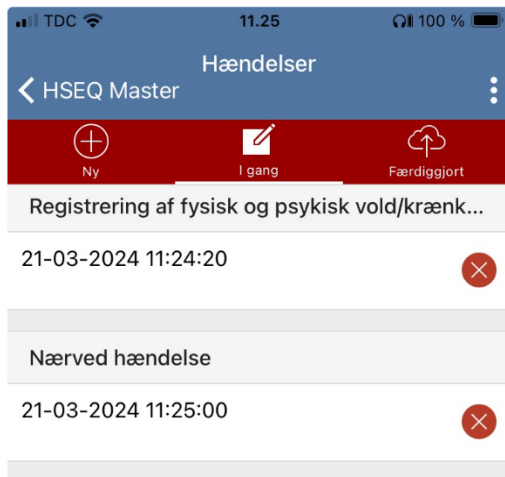 TDC 11.25 100 %
Hændelser
HSEQ Master
Ny I gang Færdiggjort
Registrering af fysisk og psykisk vold/krænk...
21-03-2024 11:24:20
Nærved hændelse
21-03-2024 11:25:00